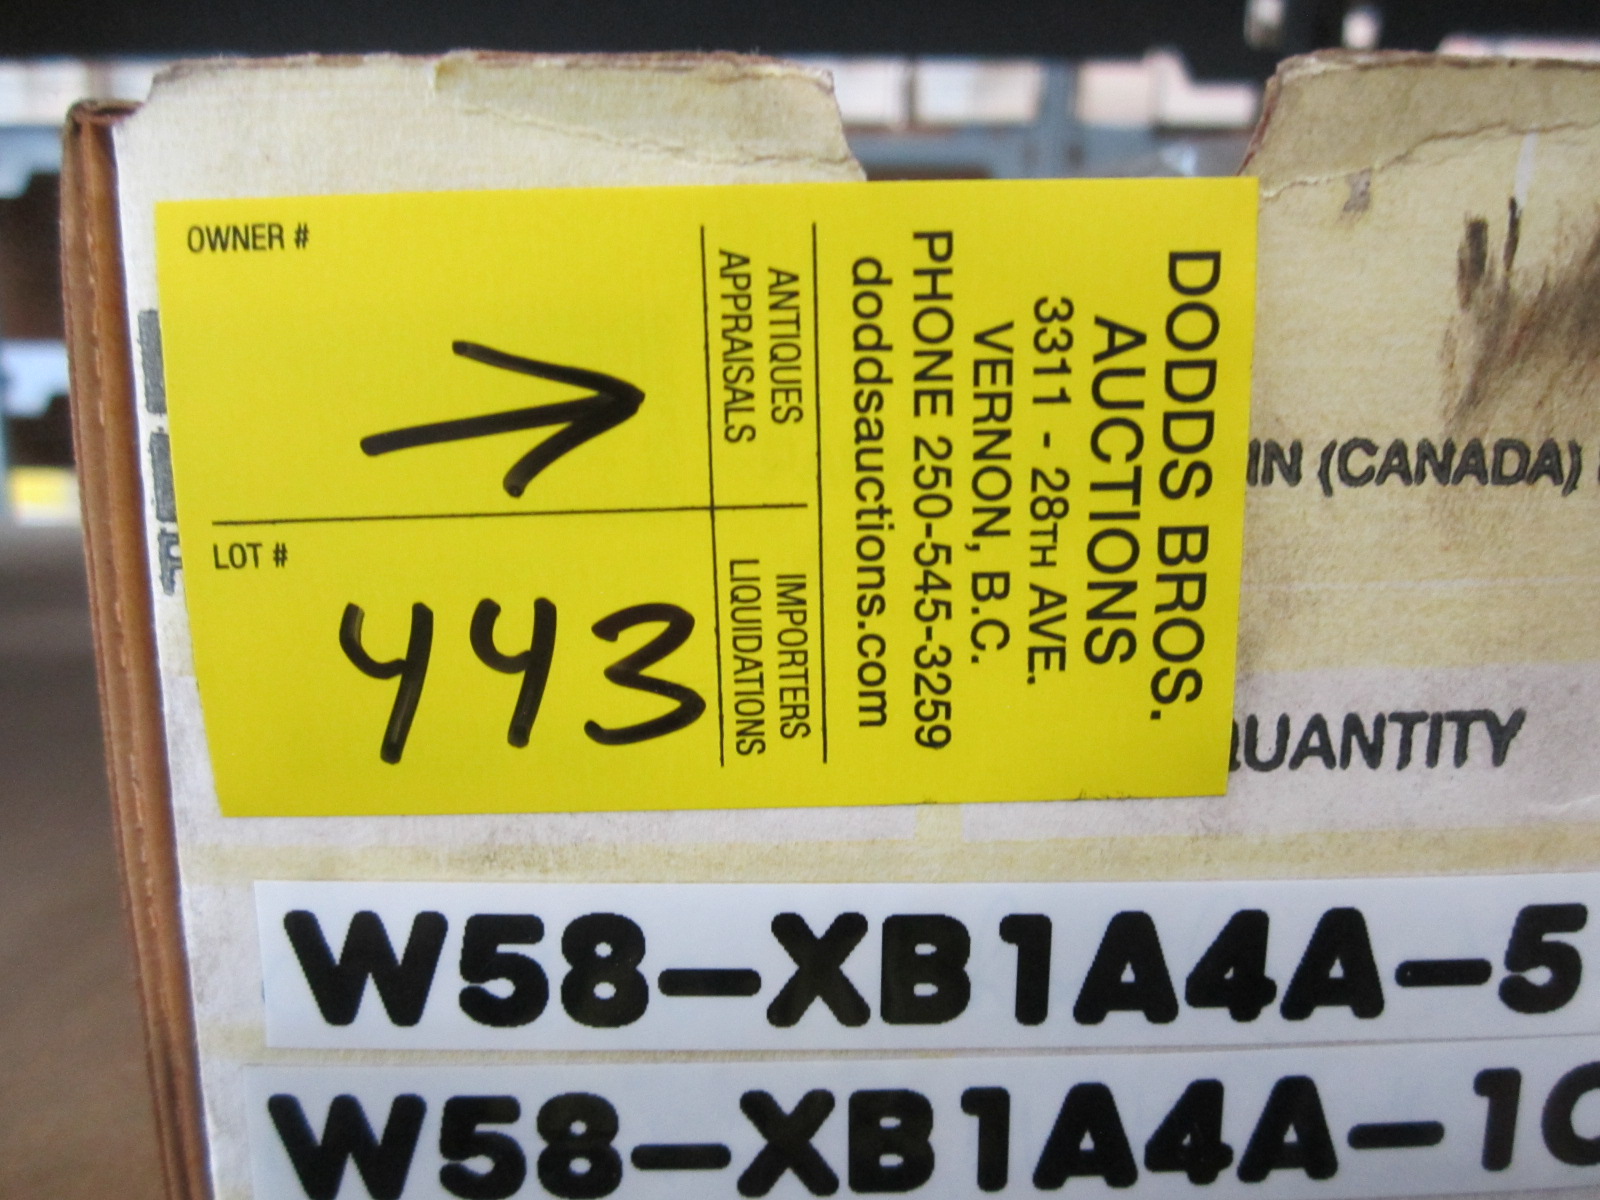 DODDS BROS.
AUCTIONS
3311 - 28TH AVE.
VERNON, B.C.
PHONE 250-545-3259
doddsauctions.com
ANTIQUES
APPRAISALS
IMPORTERS
LIQUIDATIONS
OWNER #
LOT #
443
IN (CANADA)
QUANTITY
W58-XB1A4A-5
W58-XB1A4A-10